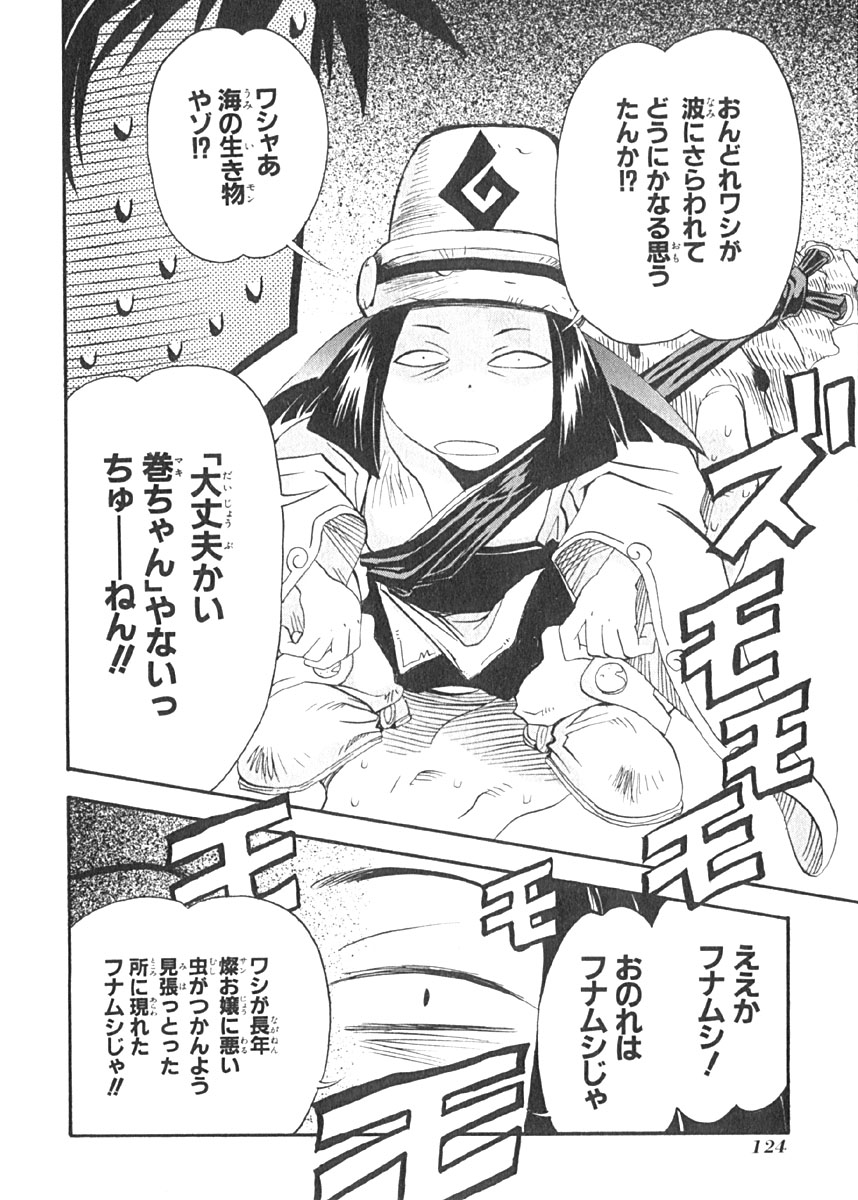 おんどれワシが
波にさらわれて
どうにかなる思う
たんか!?
ワシャあ
海の生き物
やゾ!?
「大丈夫かい
巻ちゃん」やないっ
ちゅ――ねん!!
ズ
モモモモ
モ
モ
モ
ええか
フナムシ!
おのれは
フナムシじゃ
ワシが長年
燦お嬢に悪い
虫がつかんよう
見張っとった
所に現れた
フナムシじゃ!!
124